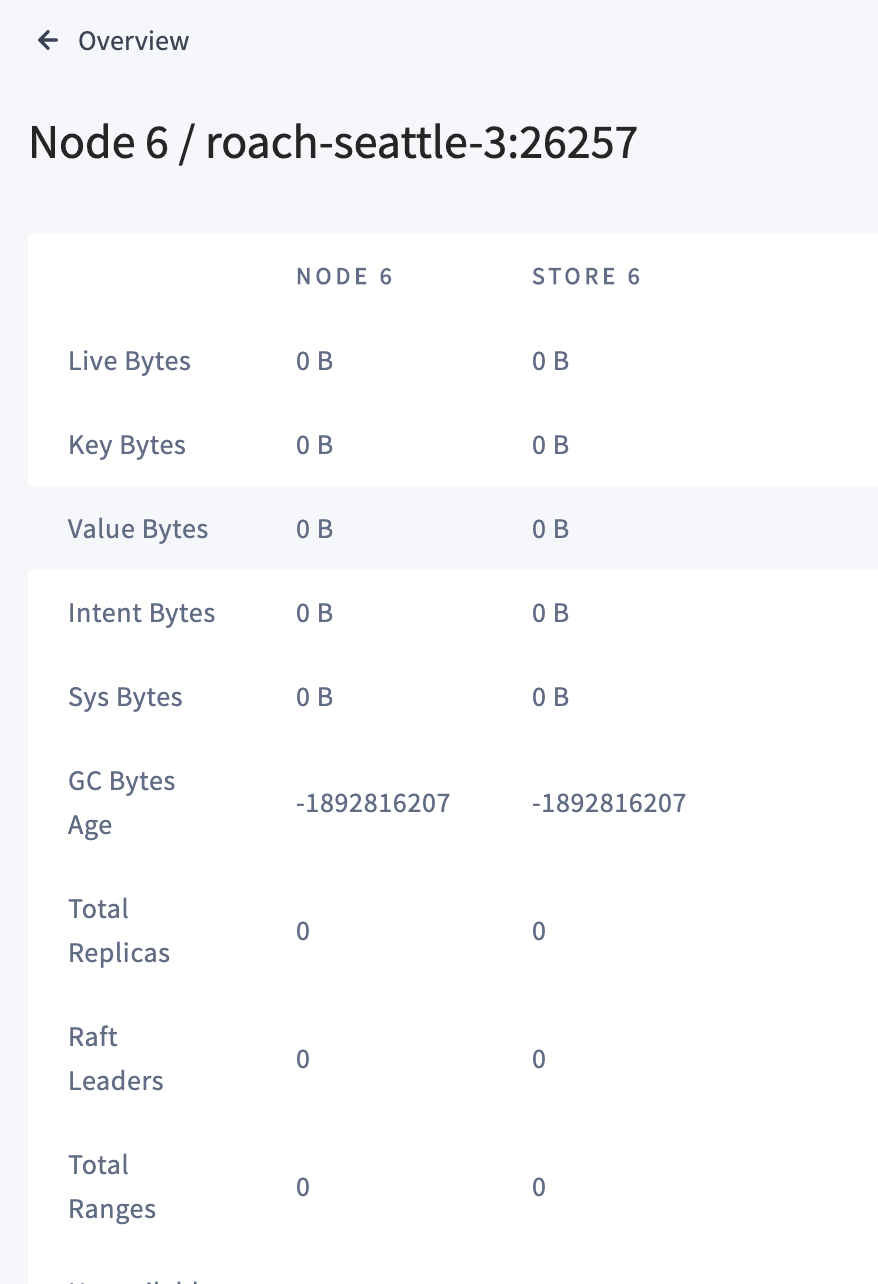 ← Overview
Node 6 / roach-seattle-3:26257
NODE 6 STORE 6
Live Bytes 0 B 0 B
Key Bytes 0 B 0 B
Value Bytes 0 B 0 B
Intent Bytes 0 B 0 B
Sys Bytes 0 B 0 B
GC Bytes
Age -1892816207 -1892816207
Total
Replicas 0 0
Raft
Leaders 0 0
Total
Ranges 0 0